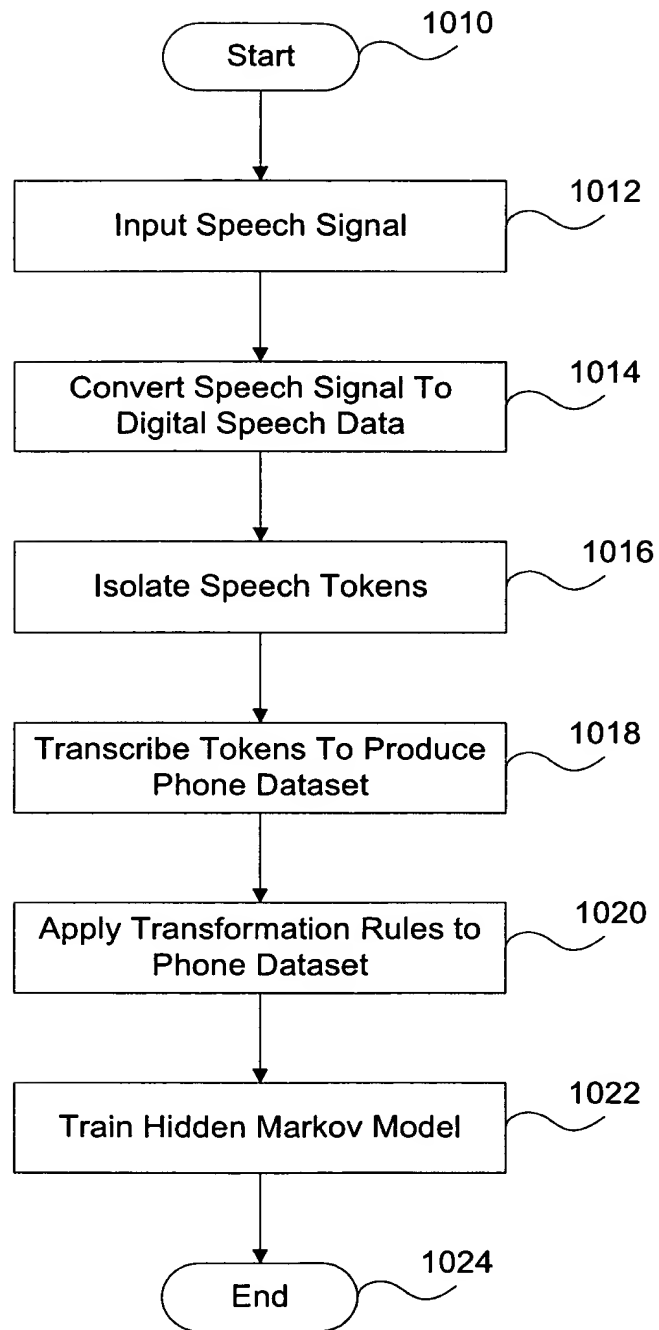 Start
1010
Input Speech Signal
1012
Convert Speech Signal To
Digital Speech Data
1014
Isolate Speech Tokens
1016
Transcribe Tokens To Produce
Phone Dataset
1018
Apply Transformation Rules to
Phone Dataset
1020
Train Hidden Markov Model
1022
End
1024